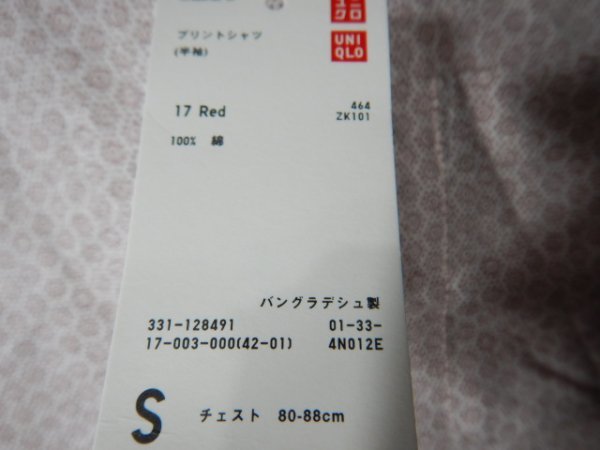 ユニ
クロ
UNI
QLO
プリントシャツ
(半袖)
17 Red
464
ZK101
100% 綿
バングラデシュ製
331-128491 01-33-
17-003-000(42-01) 4N012E
S チェスト 80-88cm